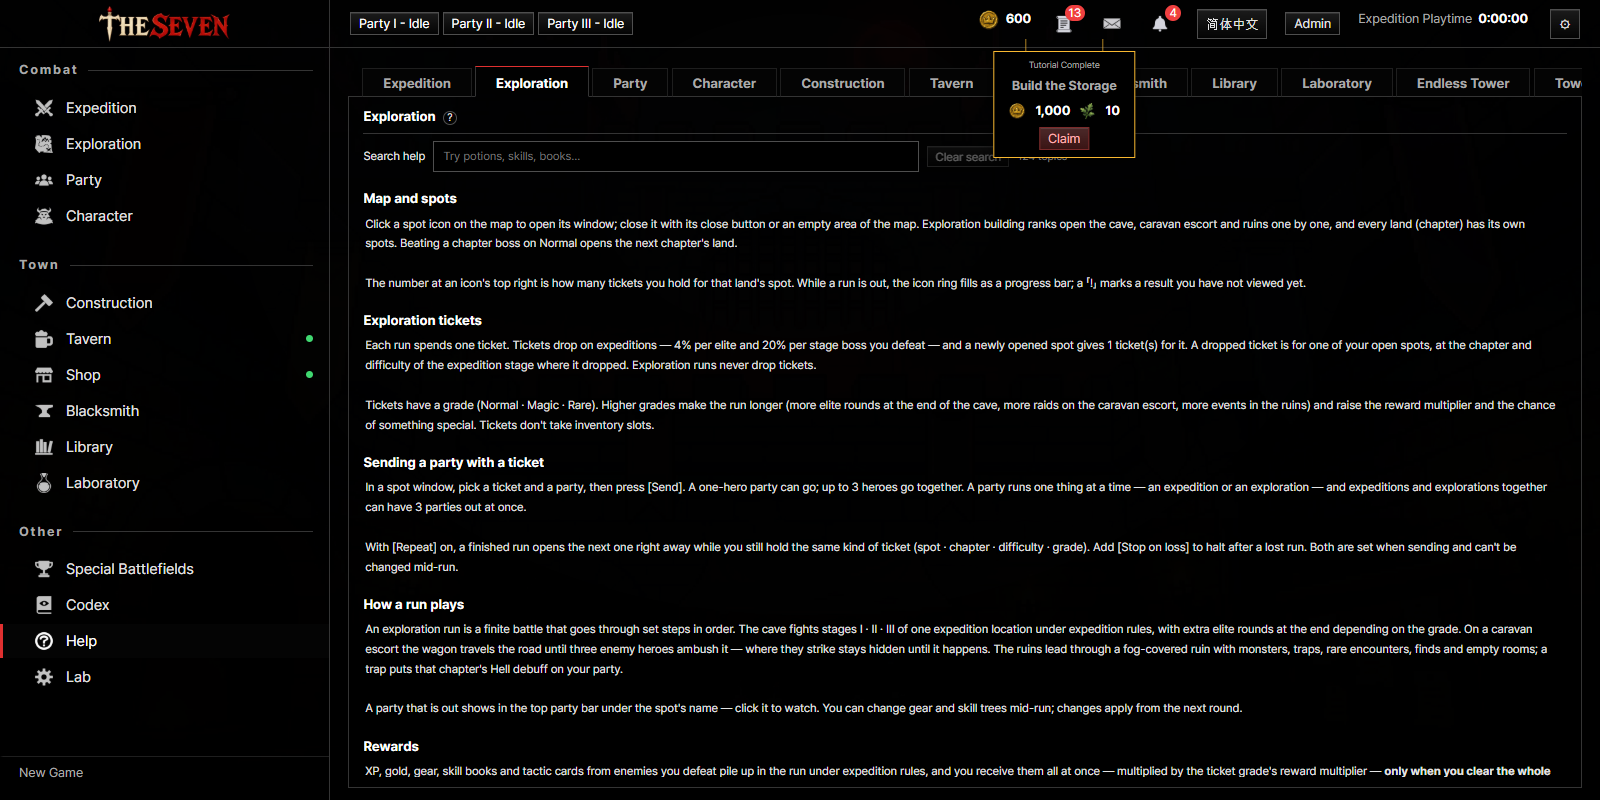 THE SEVEN
Party I - Idle
Party II - Idle
Party III - Idle
600
13
4
简体中文
Admin
Expedition Playtime 0:00:00
Combat
Expedition
Exploration
Party
Character
Town
Construction
Tavern
Shop
Blacksmith
Library
Laboratory
Other
Special Battlefields
Codex
Help
Lab
New Game
Expedition
Exploration
Party
Character
Construction
Tavern
smith
Library
Laboratory
Endless Tower
Tow
Tutorial Complete
Build the Storage
1,000 10
Claim
Exploration ?
Search help
Try potions, skills, books...
Clear search
Map and spots
Click a spot icon on the map to open its window; close it with its close button or an empty area of the map. Exploration building ranks open the cave, caravan escort and ruins one by one, and every land (chapter) has its own
spots. Beating a chapter boss on Normal opens the next chapter's land.
The number at an icon's top right is how many tickets you hold for that land's spot. While a run is out, the icon ring fills as a progress bar; a 「!」 marks a result you have not viewed yet.
Exploration tickets
Each run spends one ticket. Tickets drop on expeditions — 4% per elite and 20% per stage boss you defeat — and a newly opened spot gives 1 ticket(s) for it. A dropped ticket is for one of your open spots, at the chapter and
difficulty of the expedition stage where it dropped. Exploration runs never drop tickets.
Tickets have a grade (Normal · Magic · Rare). Higher grades make the run longer (more elite rounds at the end of the cave, more raids on the caravan escort, more events in the ruins) and raise the reward multiplier and the chance
of something special. Tickets don't take inventory slots.
Sending a party with a ticket
In a spot window, pick a ticket and a party, then press [Send]. A one-hero party can go; up to 3 heroes go together. A party runs one thing at a time — an expedition or an exploration — and expeditions and explorations together
can have 3 parties out at once.
With [Repeat] on, a finished run opens the next one right away while you still hold the same kind of ticket (spot · chapter · difficulty · grade). Add [Stop on loss] to halt after a lost run. Both are set when sending and can't be
changed mid-run.
How a run plays
An exploration run is a finite battle that goes through set steps in order. The cave fights stages I · II · III of one expedition location under expedition rules, with extra elite rounds at the end depending on the grade. On a caravan
escort the wagon travels the road until three enemy heroes ambush it — where they strike stays hidden until it happens. The ruins lead through a fog-covered ruin with monsters, traps, rare encounters, finds and empty rooms; a
trap puts that chapter's Hell debuff on your party.
A party that is out shows in the top party bar under the spot's name — click it to watch. You can change gear and skill trees mid-run; changes apply from the next round.
Rewards
XP, gold, gear, skill books and tactic cards from enemies you defeat pile up in the run under expedition rules, and you receive them all at once — multiplied by the ticket grade's reward multiplier — only when you clear the whole